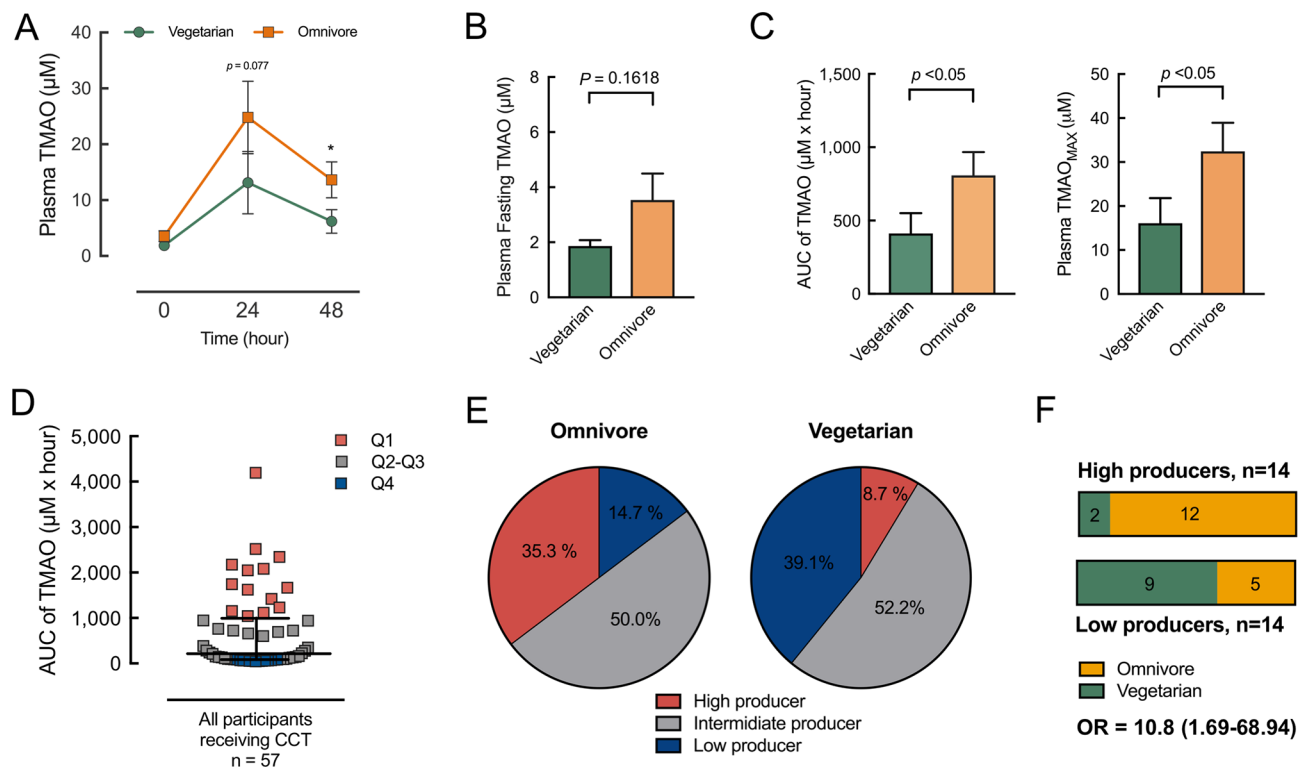 A
Vegetarian
Omnivore
Plasma TMAO (µM)
40
30
20
10
0
p = 0.077
*
0
24
48
Time (hour)
B
Plasma Fasting TMAO (µM)
8
6
4
2
0
P = 0.1618
Vegetarian
Omnivore
C
AUC of TMAO (µM x hour)
1,500
1,000
500
0
p <0.05
Vegetarian
Omnivore
Plasma TMAOMAX (µM)
50
40
30
20
10
0
p <0.05
Vegetarian
Omnivore
D
AUC of TMAO (µM x hour)
5,000
4,000
3,000
2,000
1,000
0
Q1
Q2-Q3
Q4
All participants
receiving CCT
n = 57
E
Omnivore
14.7 %
35.3 %
50.0%
Vegetarian
8.7 %
39.1%
52.2%
High producer
Intermidiate producer
Low producer
F
High producers, n=14
2
12
9
5
Low producers, n=14
Omnivore
Vegetarian
OR = 10.8 (1.69-68.94)